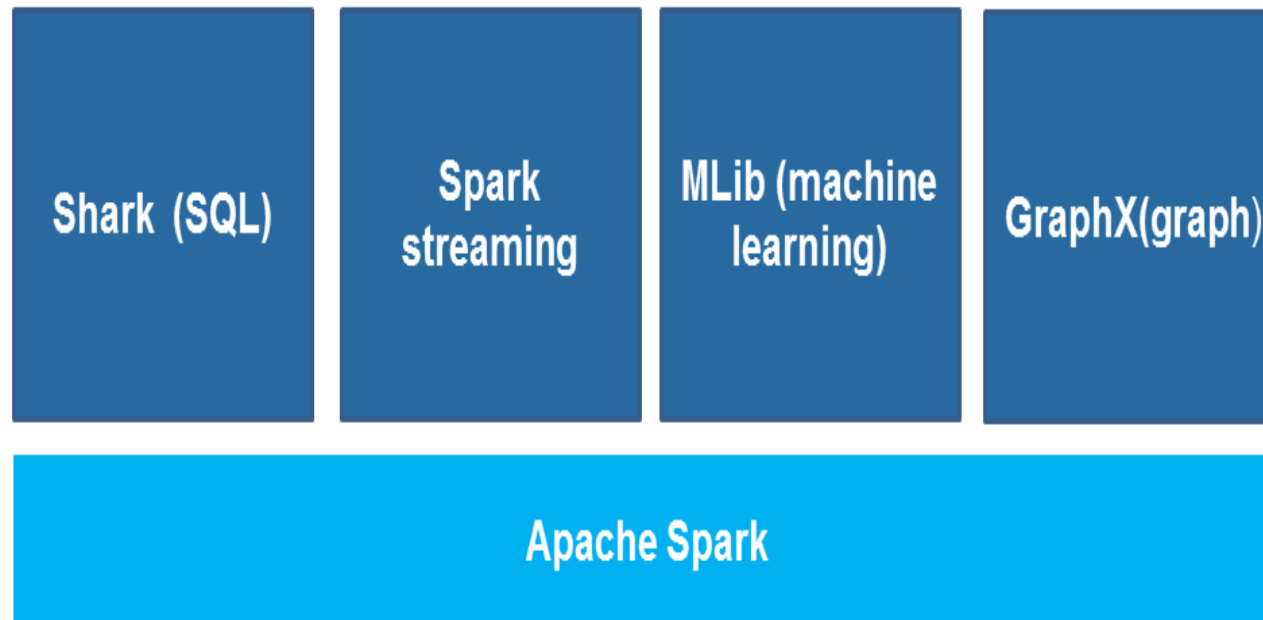 Shark (SQL)
Spark
streaming
MLib (machine
learning)
GraphX(graph)
Apache Spark